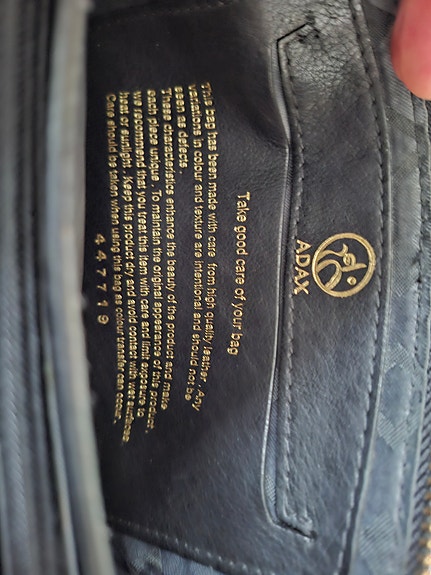 ADAX
Take good care of your bag
This bag has been made with care from high quality leather. Any
variations in colour and texture are intentional and should not be
seen as defects.
These characteristics enhance the beauty of the product and make
each piece unique. To maintain the original appearance of this product,
we recommend that you treat this item with care and limit exposure to
heat or sunlight. Keep this product dry and avoid contact with wet surfaces
Care should be taken when using this bag as colour transfer can occur.
44719